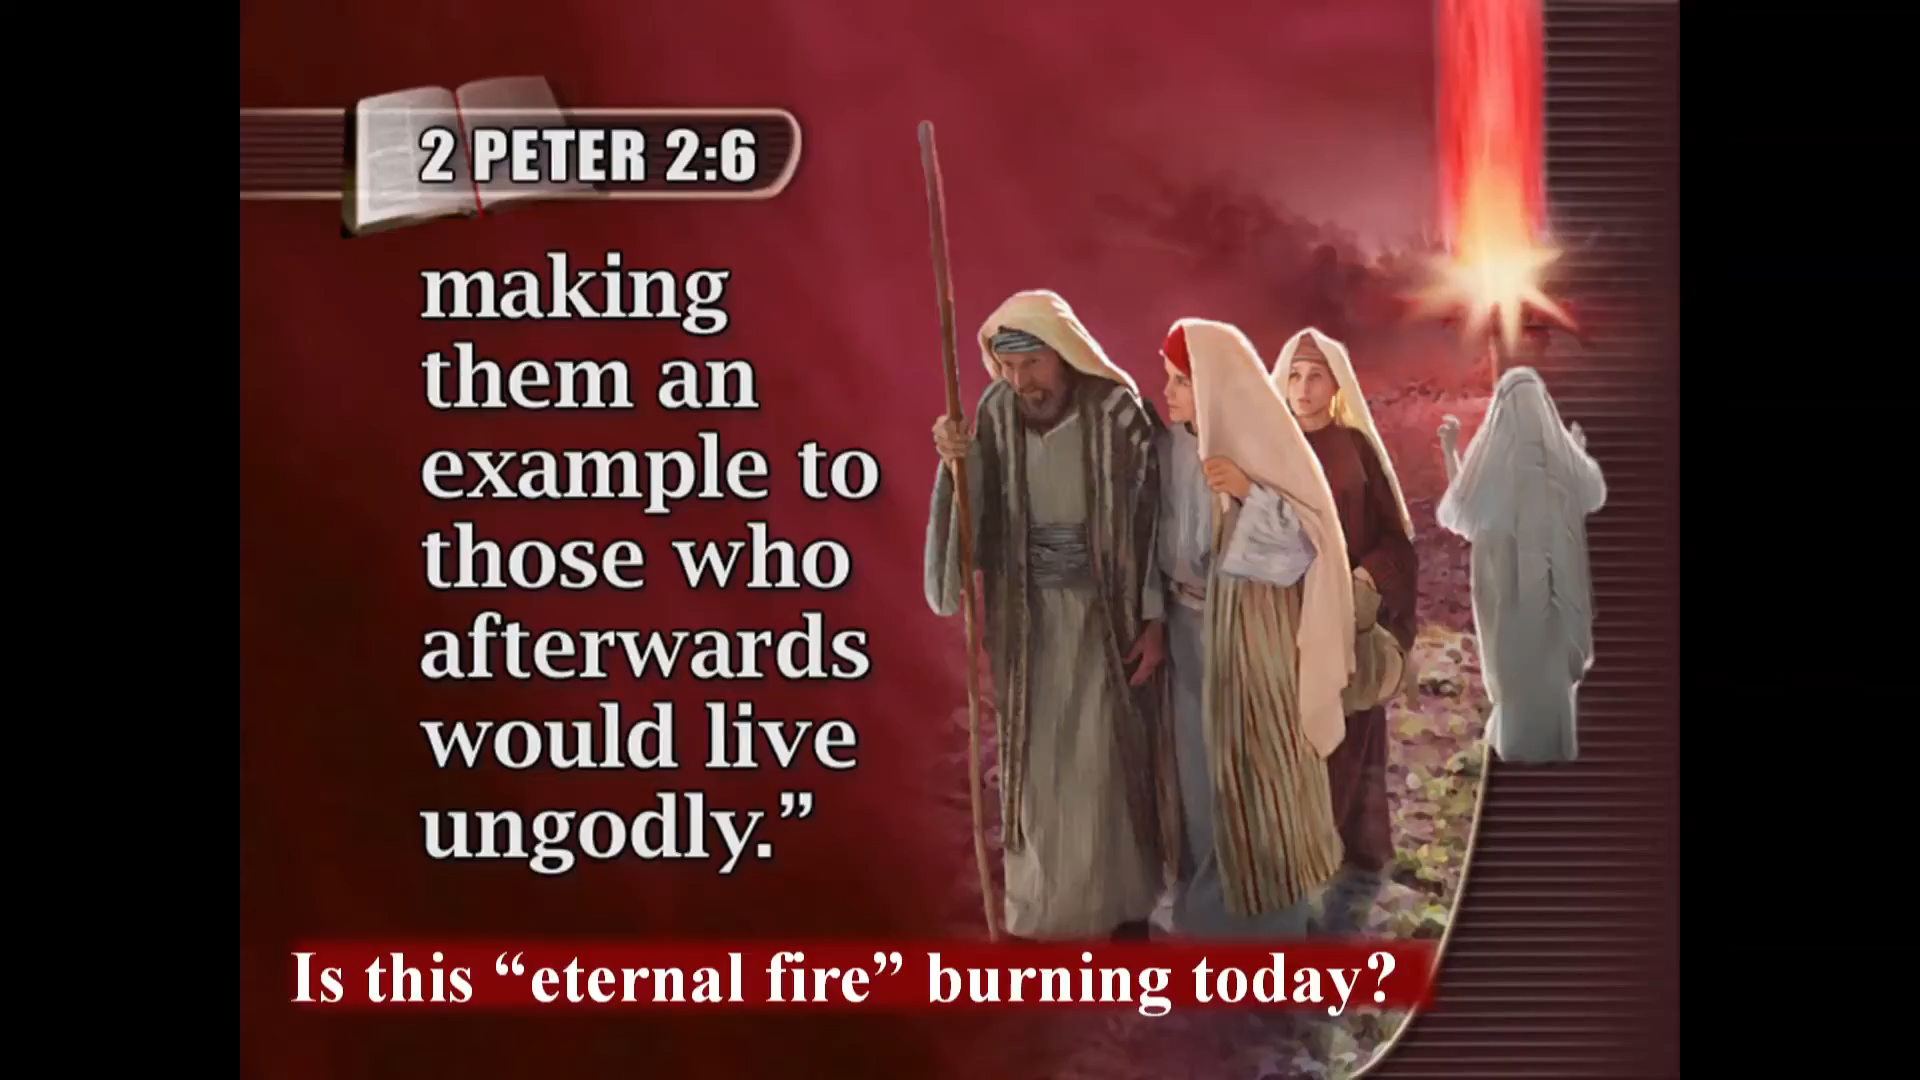 2 PETER 2:6
making
them an
example to
those who
afterwards
would live
ungodly.”
Is this “eternal fire” burning today?